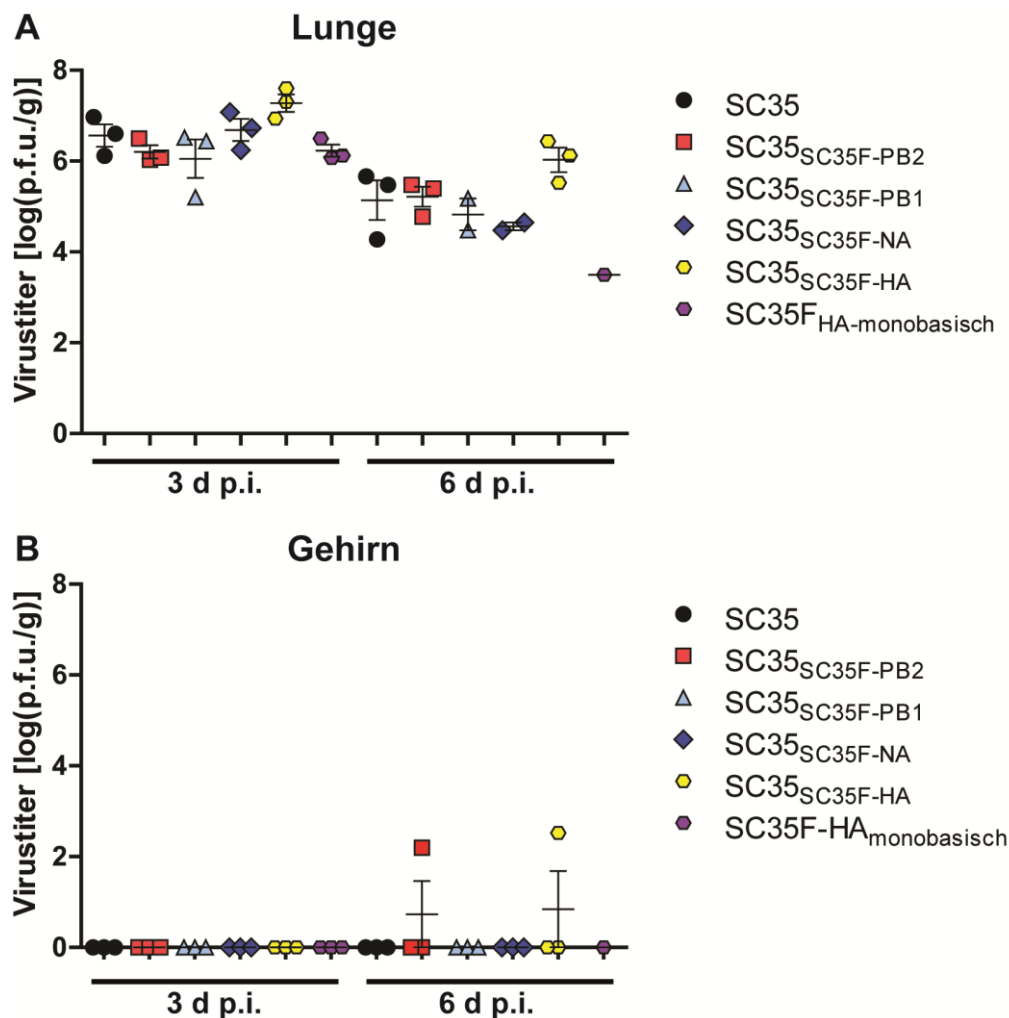 A Lunge
Virustiter [log(p.f.u./g)]
8
6
4
2
0
3 d p.i. 6 d p.i.
SC35
SC35SC35F-PB2
SC35SC35F-PB1
SC35SC35F-NA
SC35SC35F-HA
SC35FHA-monobasisch
B Gehirn
Virustiter [log(p.f.u./g)]
8
6
4
2
0
3 d p.i. 6 d p.i.
SC35
SC35SC35F-PB2
SC35SC35F-PB1
SC35SC35F-NA
SC35SC35F-HA
SC35F-HAmonobasisch